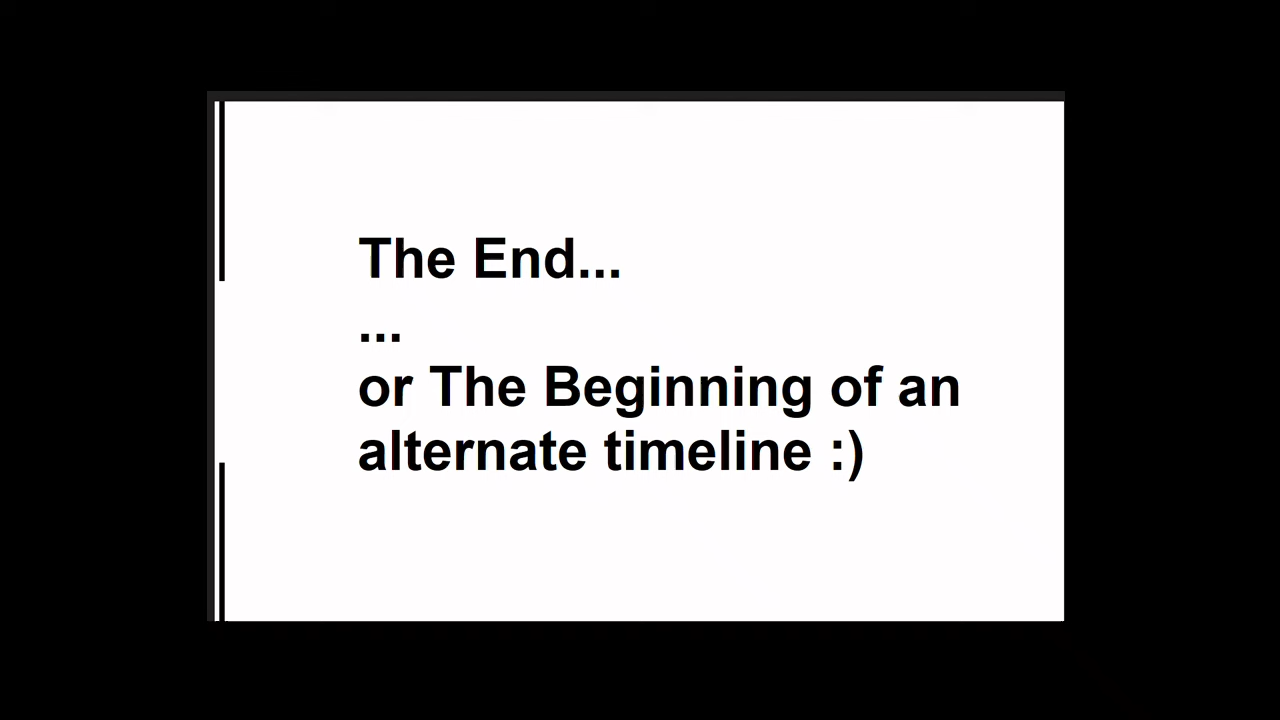 The End...
...
or The Beginning of an
alternate timeline :)